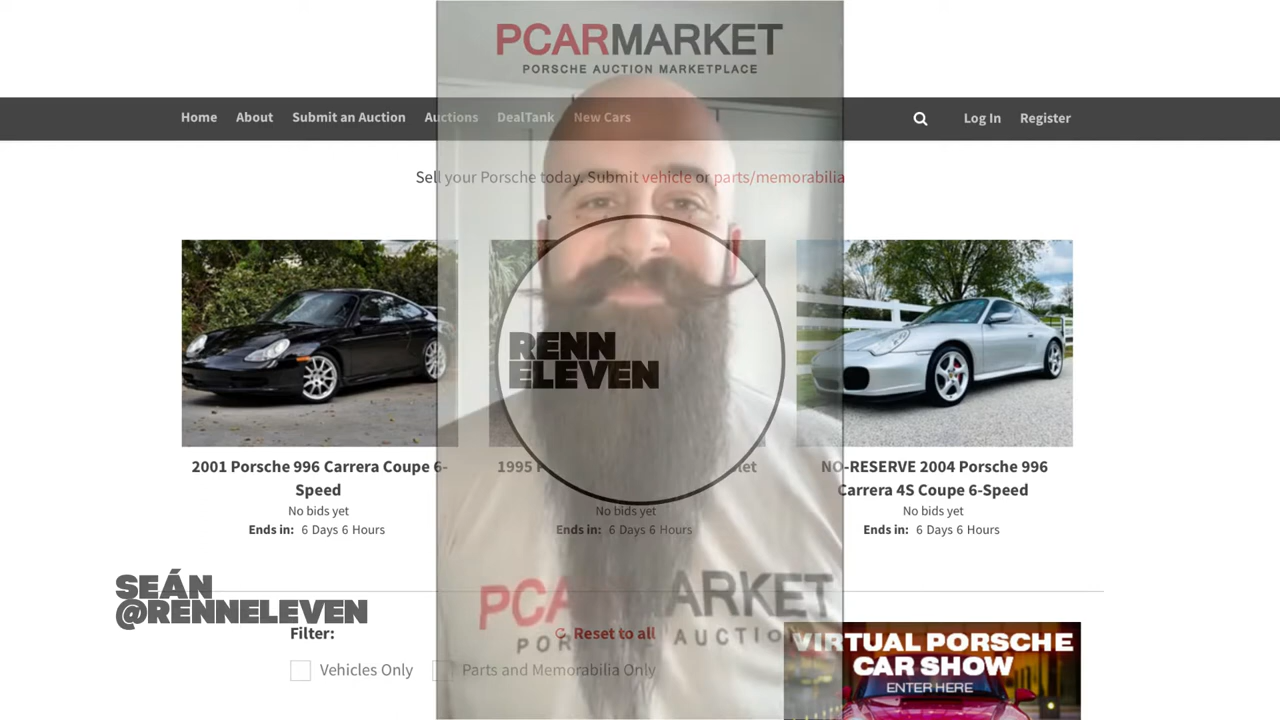 PCARMARKET
PORSCHE AUCTION MARKETPLACE
Home About Submit an Auction Auctions DealTank New Cars Log In Register
Sell your Porsche today. Submit vehicle or parts/memorabilia
RENN
ELEVEN
2001 Porsche 996 Carrera Coupe 6-
Speed
No bids yet
Ends in: 6 Days 6 Hours
1995
No bids yet
Ends in: 6 Days 6 Hours
NO-RESERVE 2004 Porsche 996
Carrera 4S Coupe 6-Speed
No bids yet
Ends in: 6 Days 6 Hours
SEÁN
@RENNELEVEN
PCARMARKET
Filter:
Reset to all
Vehicles Only
Parts and Memorabilia Only
VIRTUAL PORSCHE
CAR SHOW
ENTER HERE